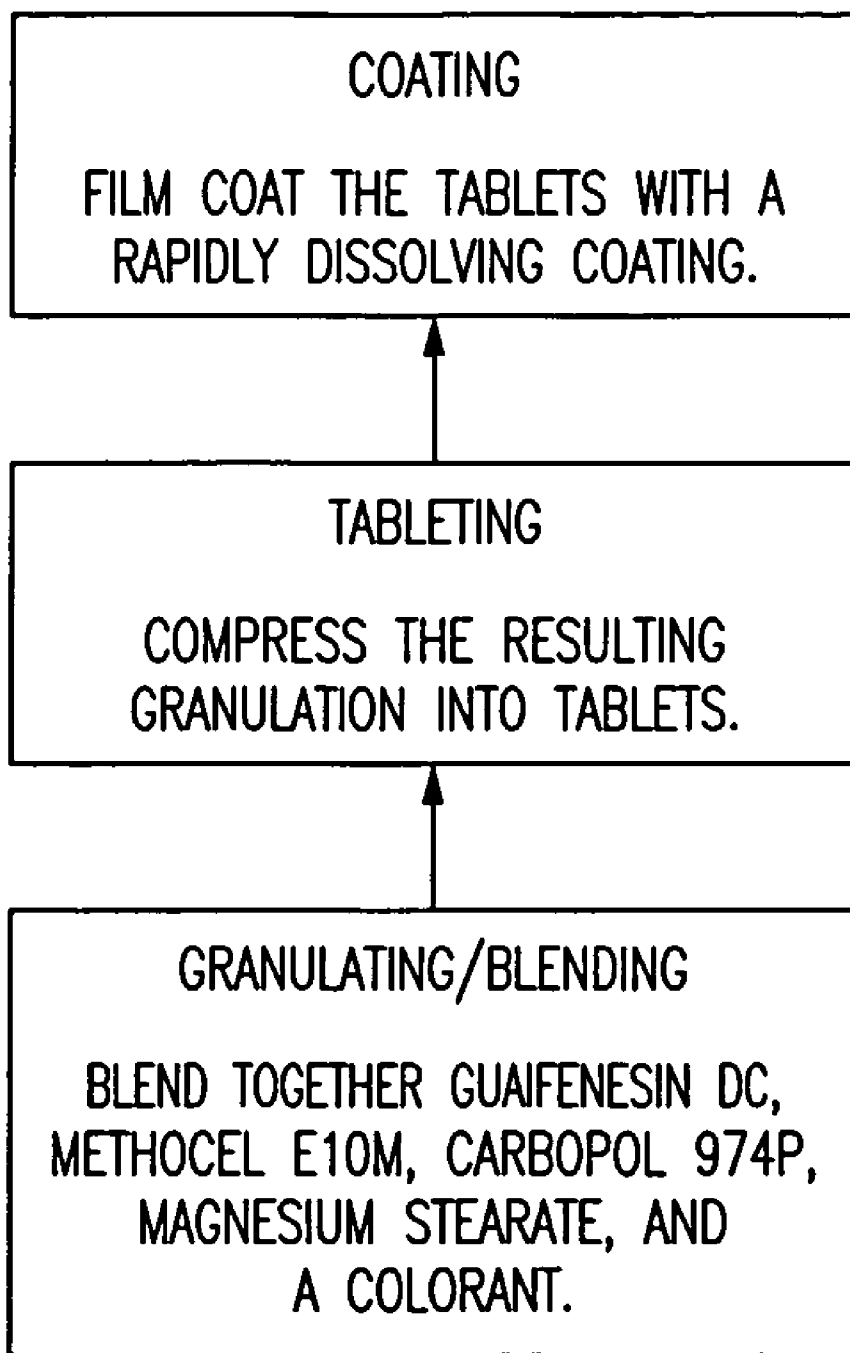 COATING
FILM COAT THE TABLETS WITH A
RAPIDLY DISSOLVING COATING.
TABLETING
COMPRESS THE RESULTING
GRANULATION INTO TABLETS.
GRANULATING/BLENDING
BLEND TOGETHER GUAIFENESIN DC,
METHOCEL E10M, CARBOPOL 974P,
MAGNESIUM STEARATE, AND
A COLORANT.